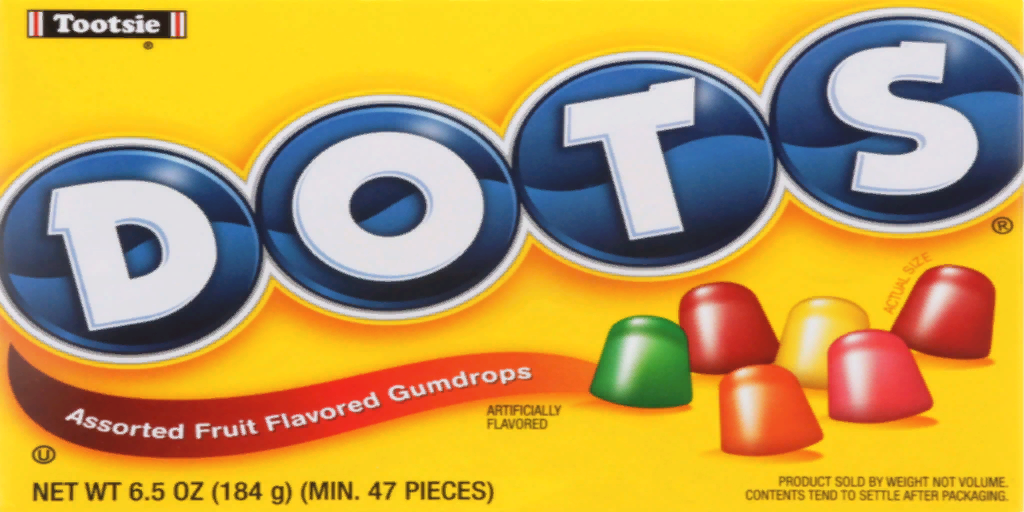 Tootsie
®
DOTS
®
ACTUAL SIZE
Assorted Fruit Flavored Gumdrops
ARTIFICIALLY
FLAVORED
U
NET WT 6.5 OZ (184 g) (MIN. 47 PIECES)
PRODUCT SOLD BY WEIGHT NOT VOLUME.
CONTENTS TEND TO SETTLE AFTER PACKAGING.